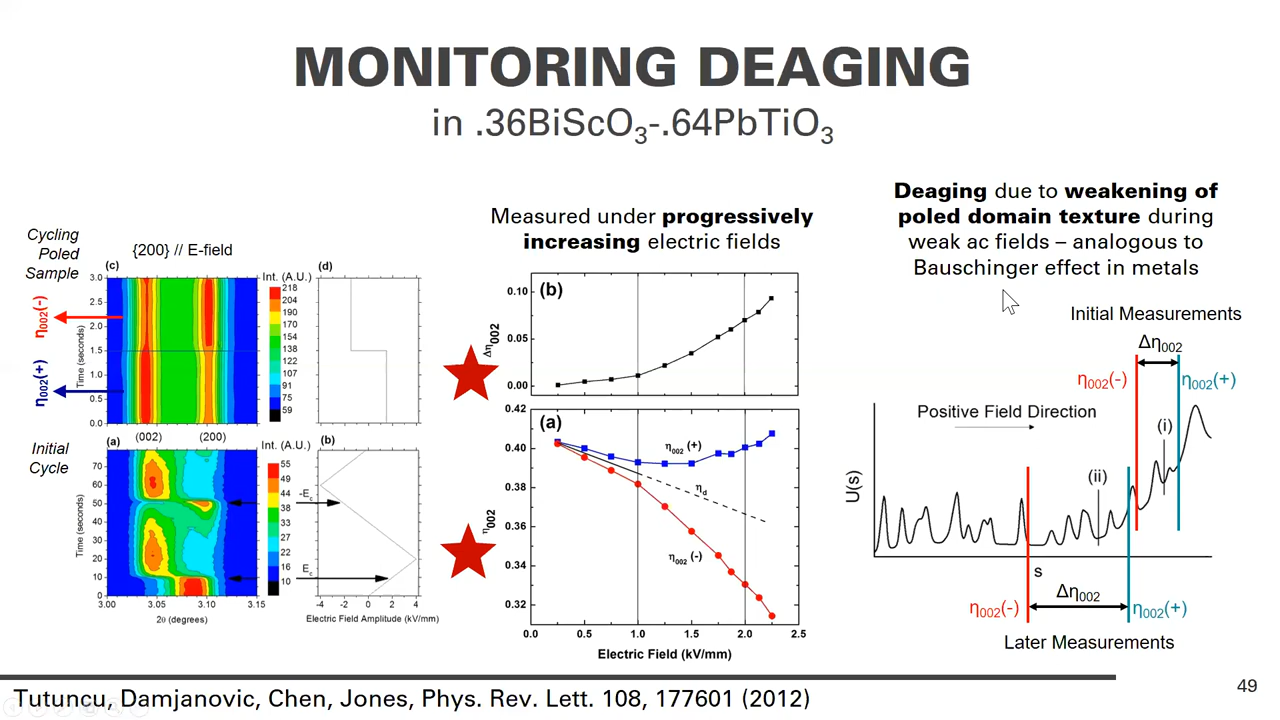 MONITORING DEAGING
in .36BiScO₃-.64PbTiO₃
Cycling
Poled
Sample
{200} // E-field
(c)
(d)
Int. (A.U.)
218
204
190
170
154
138
122
107
91
75
59
3.0
2.5
2.0
1.5
1.0
0.5
0.0
Time (seconds)
η002(-)
η002(+)
(002)
(200)
Initial
Cycle
(a)
(b)
Int. (A.U.)
55
49
44
38
33
27
22
16
10
70
60
50
40
30
20
10
0
Time (seconds)
-Ec
Ec
3.00
3.05
3.10
3.15
2υ (degrees)
-4
-2
0
2
4
Electric Field Amplitude (kV/mm)
Measured under progressively
increasing electric fields
(b)
0.10
0.05
0.00
Δη002
(a)
0.42
0.40
0.38
0.36
0.34
0.32
η002
η002 (+)
ηd
η002 (-)
0.0
0.5
1.0
1.5
2.0
2.5
Electric Field (kV/mm)
Deaging due to weakening of
poled domain texture during
weak ac fields – analogous to
Bauschinger effect in metals
Initial Measurements
Δη002
η002(-)
η002(+)
Positive Field Direction
(i)
(ii)
U(s)
s
Δη002
η002(-)
η002(+)
Later Measurements
Tutuncu, Damjanovic, Chen, Jones, Phys. Rev. Lett. 108, 177601 (2012)
49